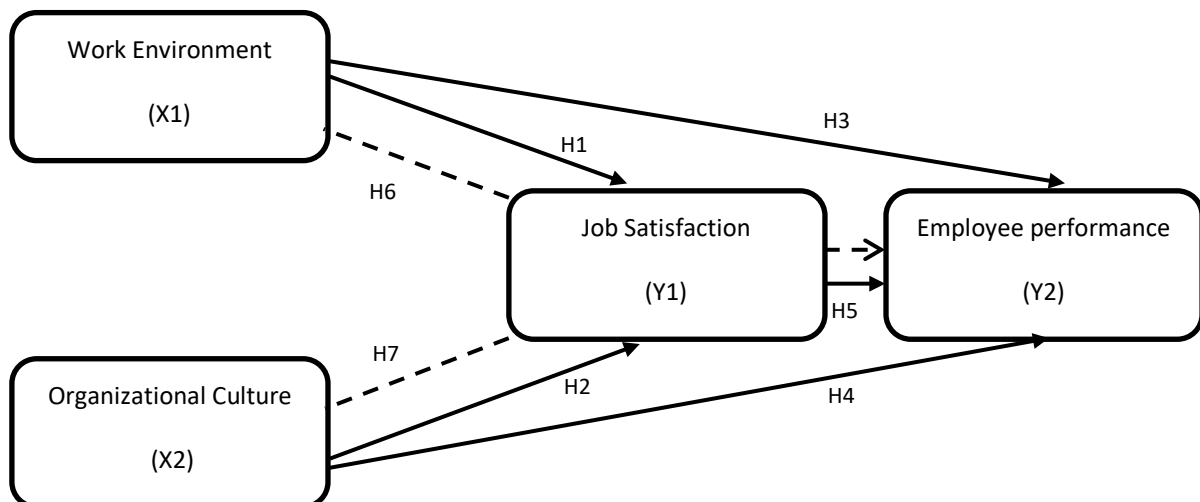 Work Environment
(X1)
H3
H1
H6
Job Satisfaction
(Y1)
Employee performance
(Y2)
H5
H7
Organizational Culture
(X2)
H2
H4